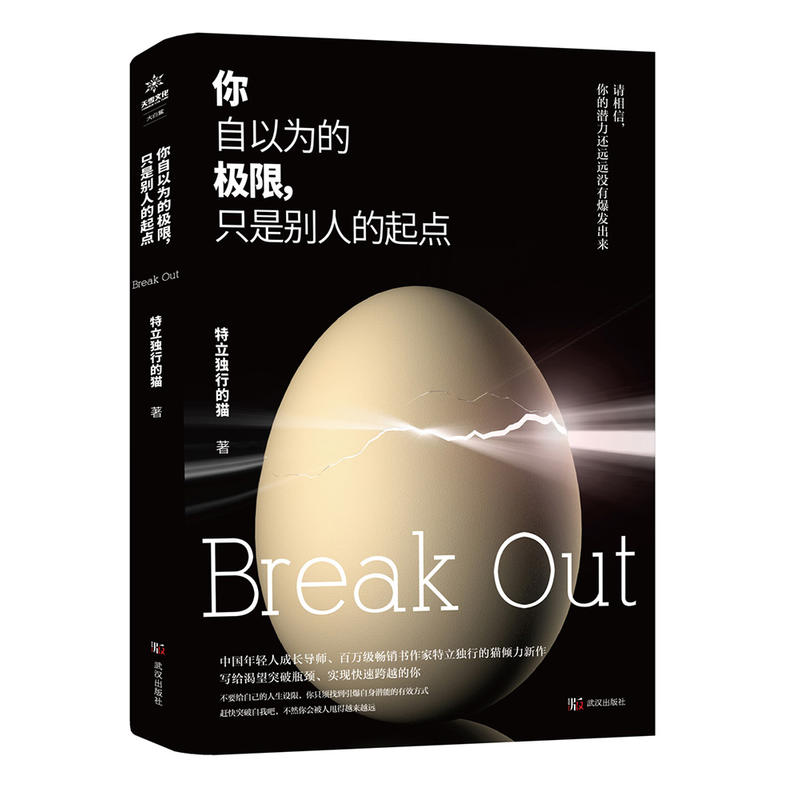 天雪文化
大白鲸
你自以为的极限，
只是别人的起点
Break Out
特立独行的猫
著
你
自以为的
极限，
只是别人的起点
请相信，
你的潜力还远远没有爆发出来
特立独行的猫
著
Break Out
中国年轻人成长导师、百万级畅销书作家特立独行的猫倾力新作
写给渴望突破瓶颈、实现快速跨越的你
不要给自己的人生设限，你只须找到引爆自身潜能的有效方式
赶快突破自我吧，不然你会被人甩得越来越远
武汉出版社
武汉出版社